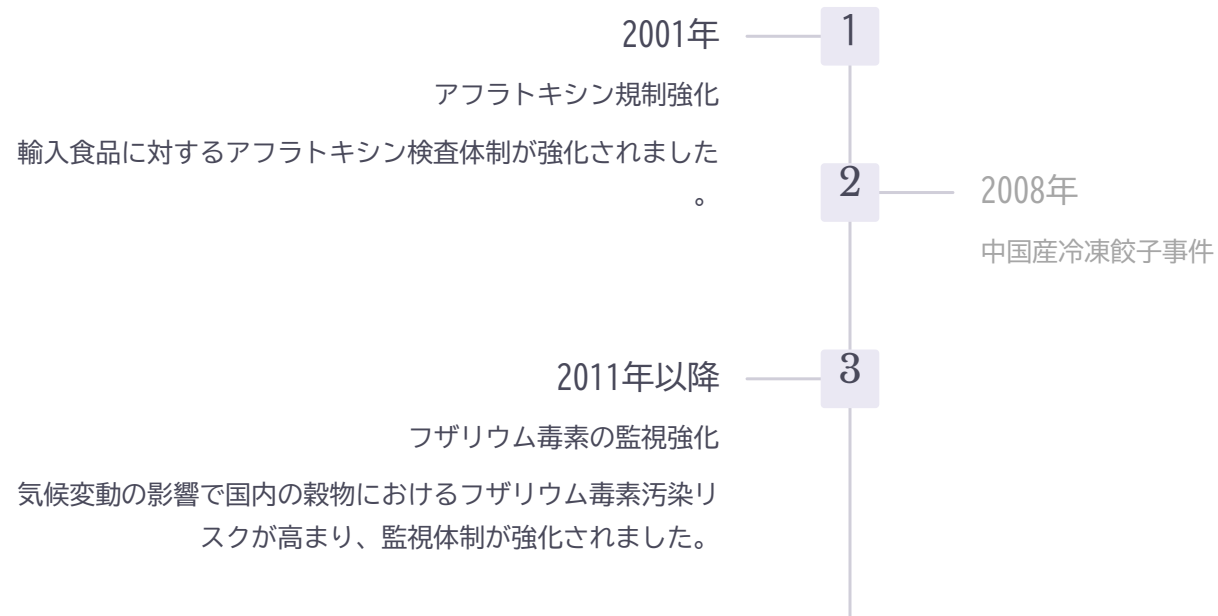 2001年
1
アフラトキシン規制強化
輸入食品に対するアフラトキシン検査体制が強化されました
。
2
2008年
中国産冷凍餃子事件
2011年以降
3
フザリウム毒素の監視強化
気候変動の影響で国内の穀物におけるフザリウム毒素汚染リ
スクが高まり、監視体制が強化されました。